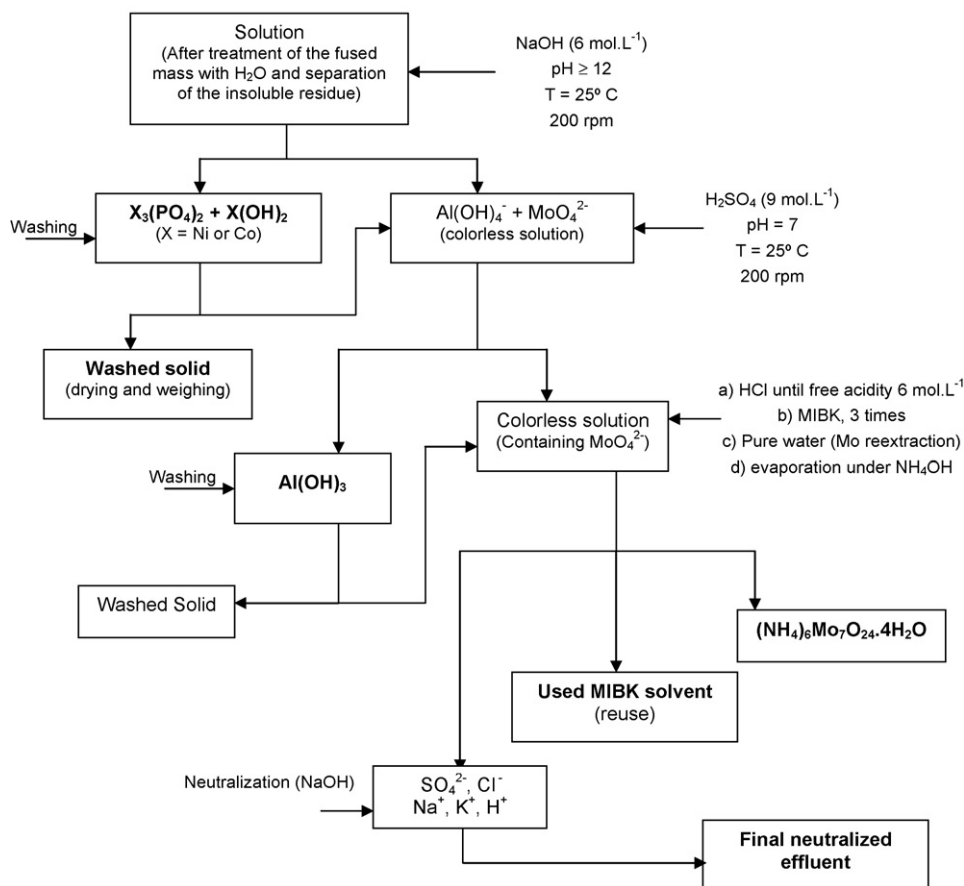 Solution
(After treatment of the fused
mass with H₂O and separation
of the insoluble residue)
NaOH (6 mol.L⁻¹)
pH ≥ 12
T = 25º C
200 rpm
X₃(PO₄)₂ + X(OH)₂
(X = Ni or Co)
Washing
Al(OH)₄⁻ + MoO₄²⁻
(colorless solution)
H₂SO₄ (9 mol.L⁻¹)
pH = 7
T = 25º C
200 rpm
Washed solid
(drying and weighing)
Colorless solution
(Containing MoO₄²⁻)
a) HCl until free acidity 6 mol.L⁻¹
b) MIBK, 3 times
c) Pure water (Mo reextraction)
d) evaporation under NH₄OH
Washing
Al(OH)₃
Washed Solid
(NH₄)₆Mo₇O₂₄.4H₂O
Used MIBK solvent
(reuse)
Neutralization (NaOH)
SO₄²⁻, Cl⁻
Na⁺, K⁺, H⁺
Final neutralized
effluent